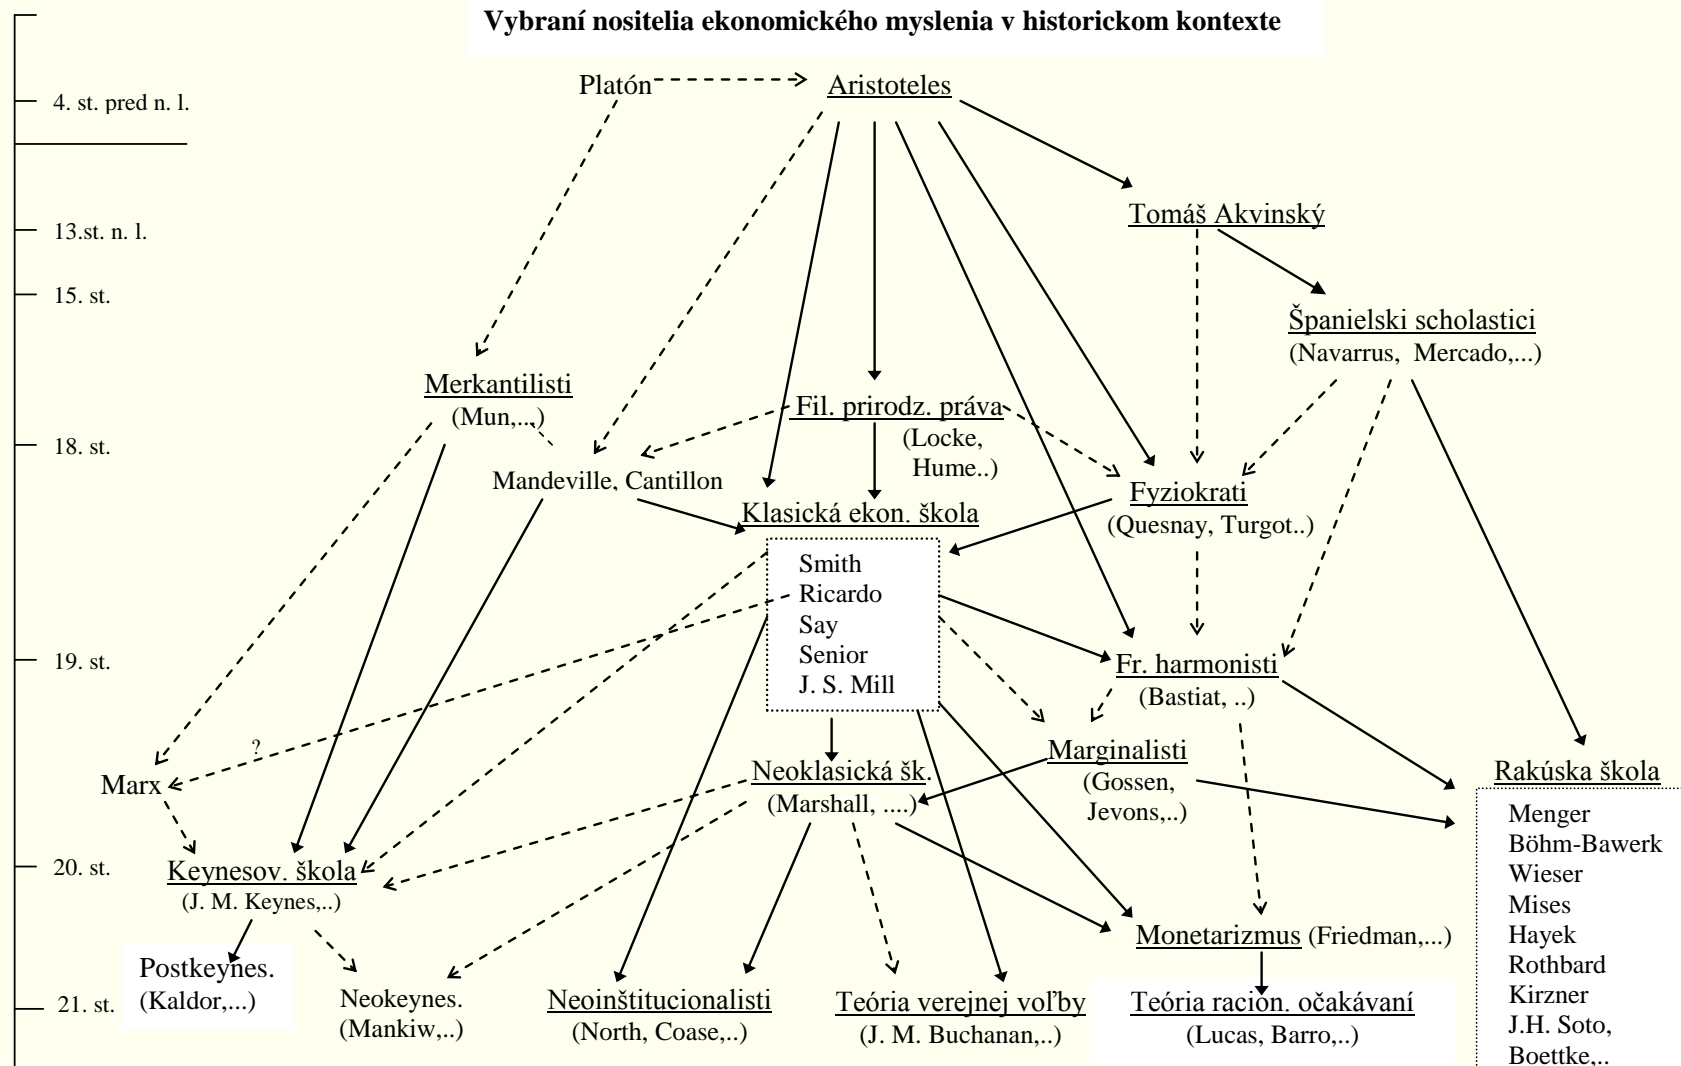 Vybraní nositelia ekonomického myslenia v historickom kontexte
Platón
Aristoteles
4. st. pred n. l.
Tomáš Akvinský
13.st. n. l.
15. st.
Španielski scholastici
(Navarrus, Mercado,...)
Merkantilisti
(Mun,...)
Fil. prirodz. práva
(Locke,
Hume..)
18. st.
Mandeville, Cantillon
Fyziokrati
(Quesnay, Turgot..)
Klasická ekon. škola
Smith
Ricardo
Say
Senior
J. S. Mill
19. st.
Fr. harmonisti
(Bastiat, ..)
?
Marx
Neoklasická šk.
(Marshall, ....)
Marginalisti
(Gossen,
Jevons,..)
Rakúska škola
Menger
Böhm-Bawerk
Wieser
Mises
Hayek
Rothbard
Kirzner
J.H. Soto,
Boettke,..
20. st.
Keynesov. škola
(J. M. Keynes,..)
Monetarizmus (Friedman,...)
Postkeynes.
(Kaldor,...)
21. st.
Neokeynes.
(Mankiw,..)
Neoinštitucionalisti
(North, Coase,..)
Teória verejnej voľby
(J. M. Buchanan,..)
Teória racion. očakávaní
(Lucas, Barro,..)